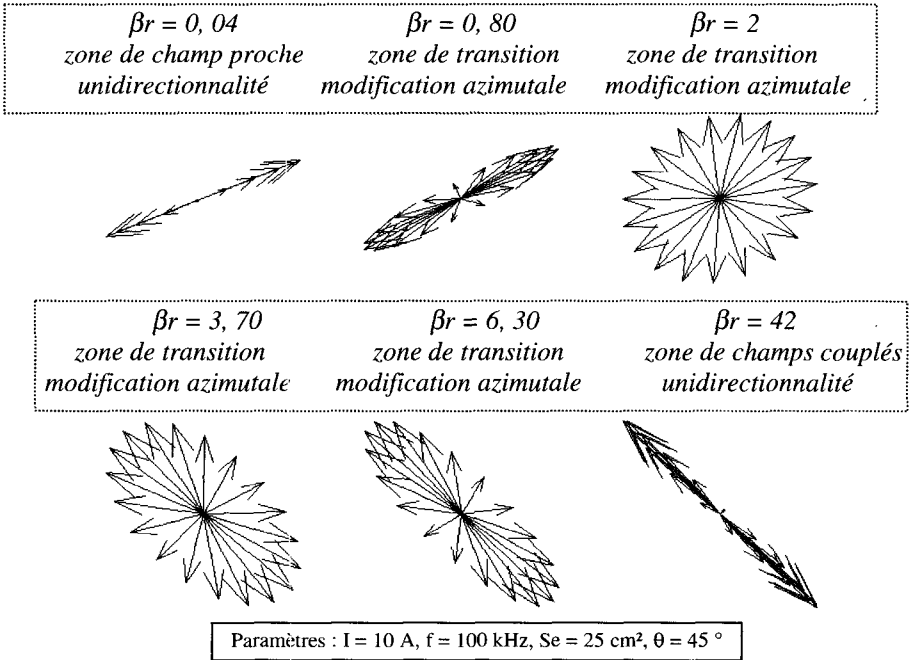 βr = 0, 04
zone de champ proche
unidirectionnalité
βr = 0, 80
zone de transition
modification azimutale
βr = 2
zone de transition
modification azimutale
βr = 3, 70
zone de transition
modification azimutale
βr = 6, 30
zone de transition
modification azimutale
βr = 42
zone de champs couplés
unidirectionnalité
Paramètres : I = 10 A, f = 100 kHz, Se = 25 cm², θ = 45 °